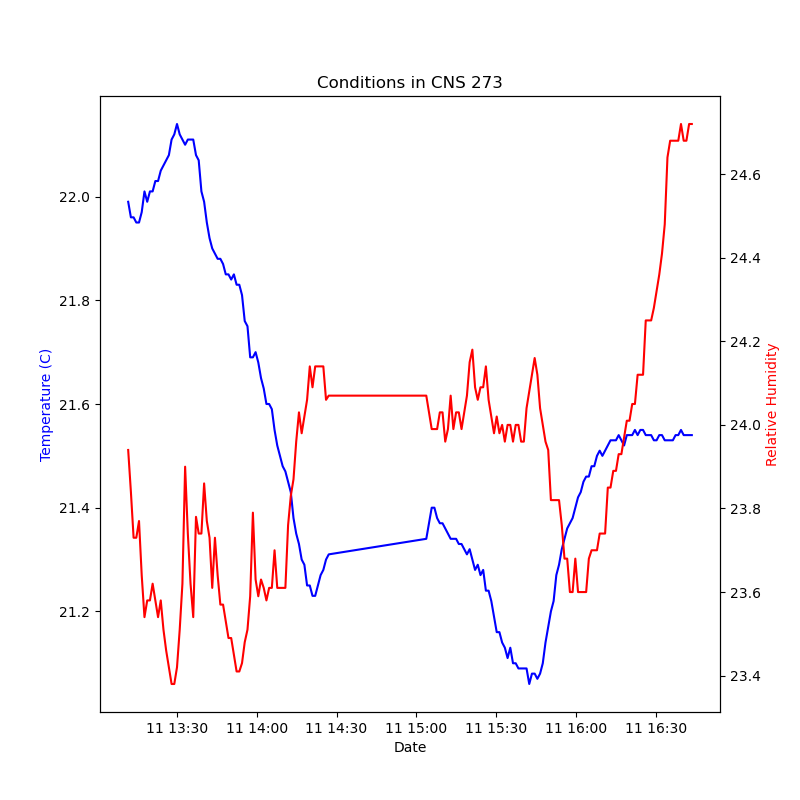 Conditions in CNS 273
22.0
21.8
21.6
21.4
21.2
Temperature (C)
24.6
24.4
24.2
24.0
23.8
23.6
23.4
Relative Humidity
11 13:30 11 14:00 11 14:30 11 15:00 11 15:30 11 16:00 11 16:30
Date